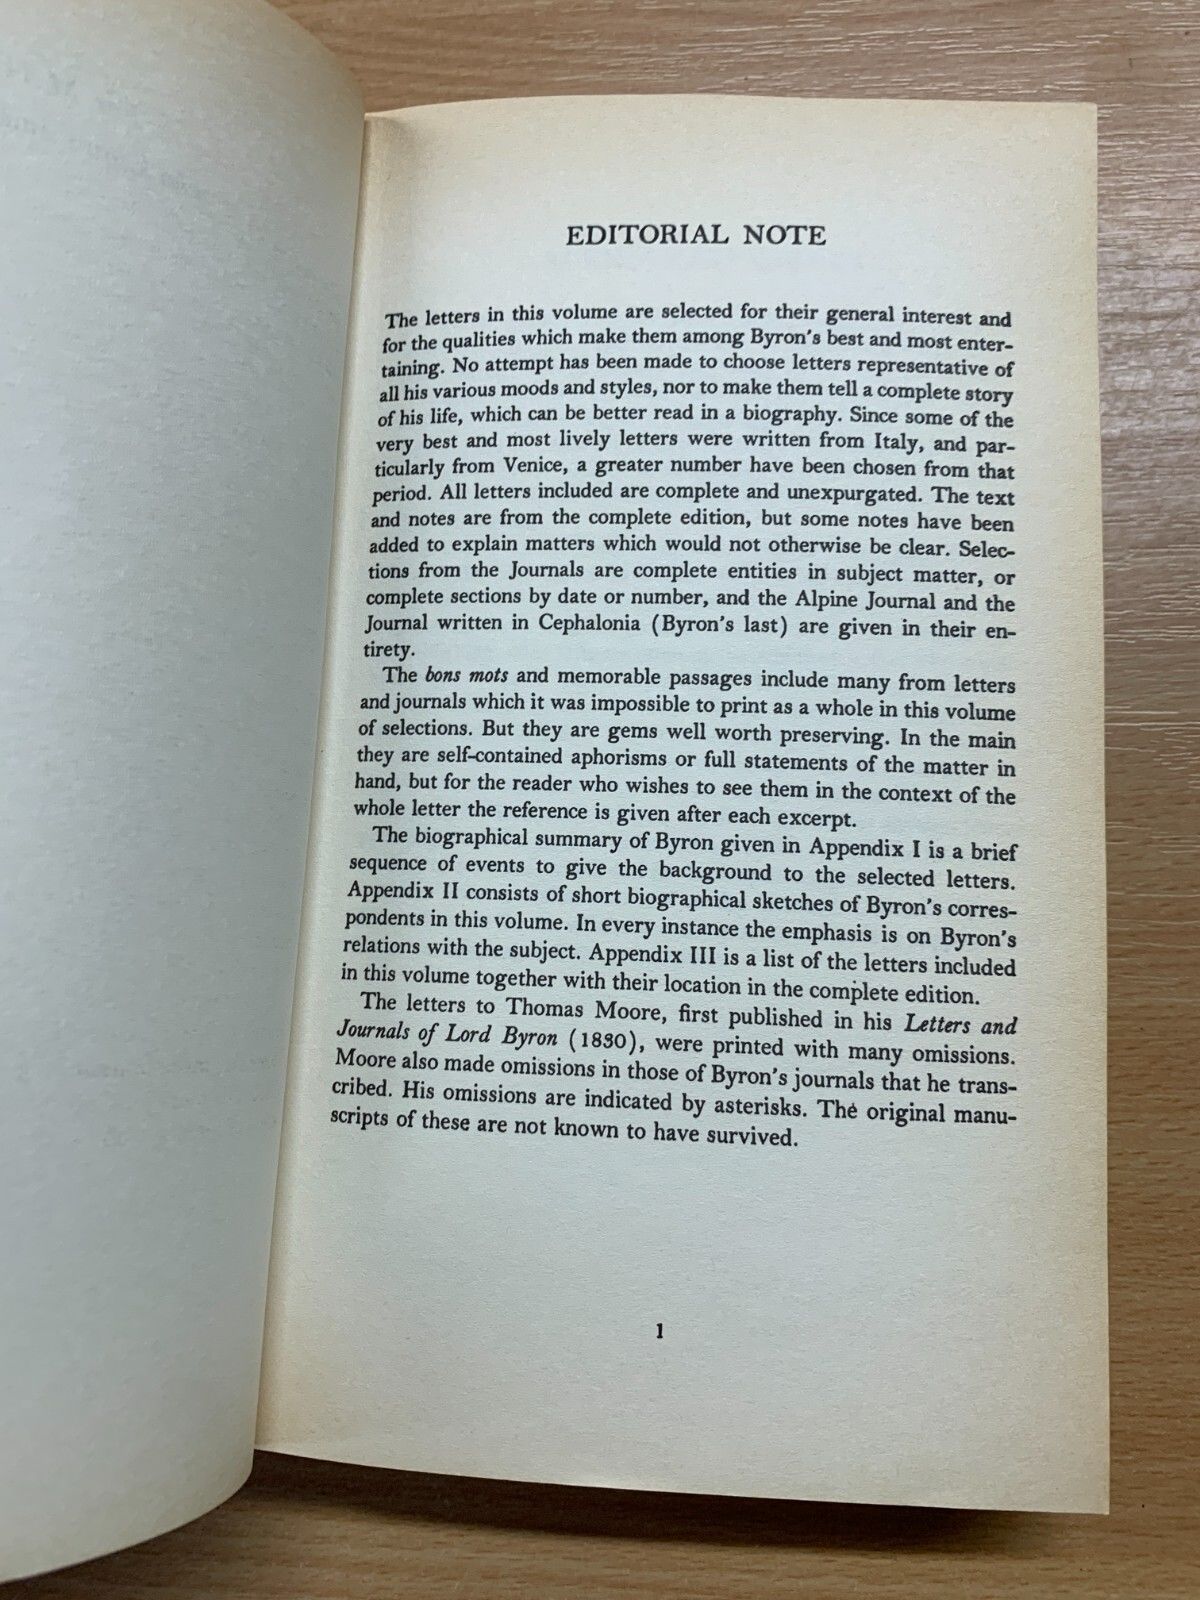 EDITORIAL NOTE
The letters in this volume are selected for their general interest and
for the qualities which make them among Byron's best and most enter-
taining. No attempt has been made to choose letters representative of
all his various moods and styles, nor to make them tell a complete story
of his life, which can be better read in a biography. Since some of the
very best and most lively letters were written from Italy, and par-
ticularly from Venice, a greater number have been chosen from that
period. All letters included are complete and unexpurgated. The text
and notes are from the complete edition, but some notes have been
added to explain matters which would not otherwise be clear. Selec-
tions from the Journals are complete entities in subject matter, or
complete sections by date or number, and the Alpine Journal and the
Journal written in Cephalonia (Byron's last) are given in their en-
tirety.
The bons mots and memorable passages include many from letters
and journals which it was impossible to print as a whole in this volume
of selections. But they are gems well worth preserving. In the main
they are self-contained aphorisms or full statements of the matter in
hand, but for the reader who wishes to see them in the context of the
whole letter the reference is given after each excerpt.
The biographical summary of Byron given in Appendix I is a brief
sequence of events to give the background to the selected letters.
Appendix II consists of short biographical sketches of Byron's corres-
pondents in this volume. In every instance the emphasis is on Byron's
relations with the subject. Appendix III is a list of the letters included
in this volume together with their location in the complete edition.
The letters to Thomas Moore, first published in his Letters and
Journals of Lord Byron (1830), were printed with many omissions.
Moore also made omissions in those of Byron's journals that he trans-
cribed. His omissions are indicated by asterisks. The original manu-
scripts of these are not known to have survived.
1